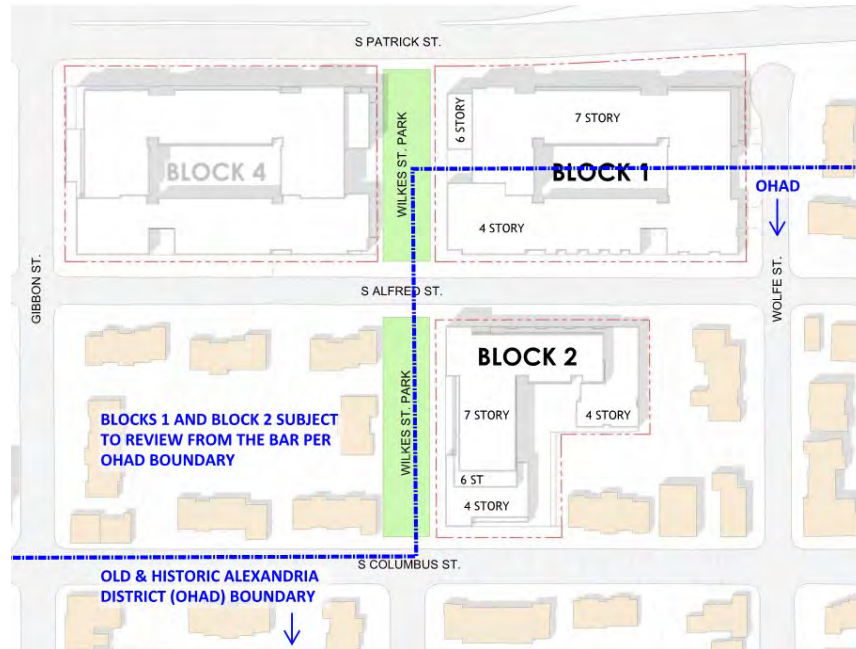 S PATRICK ST.
6 STORY
7 STORY
WILKES ST. PARK
BLOCK 4
BLOCK 1
OHAD
4 STORY
GIBBON ST.
S ALFRED ST.
WOLFE ST.
BLOCK 2
WILKES ST. PARK
7 STORY
4 STORY
BLOCKS 1 AND BLOCK 2 SUBJECT
TO REVIEW FROM THE BAR PER
OHAD BOUNDARY
6 ST
4 STORY
S COLUMBUS ST.
OLD & HISTORIC ALEXANDRIA
DISTRICT (OHAD) BOUNDARY